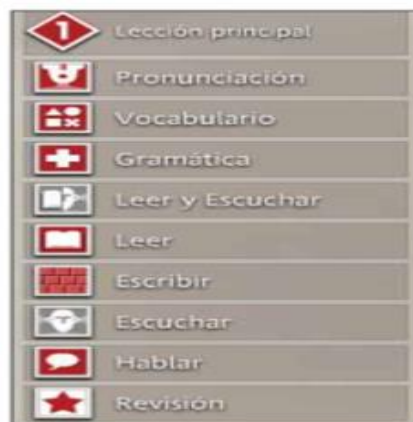 1 Lección principal
Pronunciación
Vocabulario
Gramática
Leer y Escuchar
Leer
Escribir
Escuchar
Hablar
Revisión